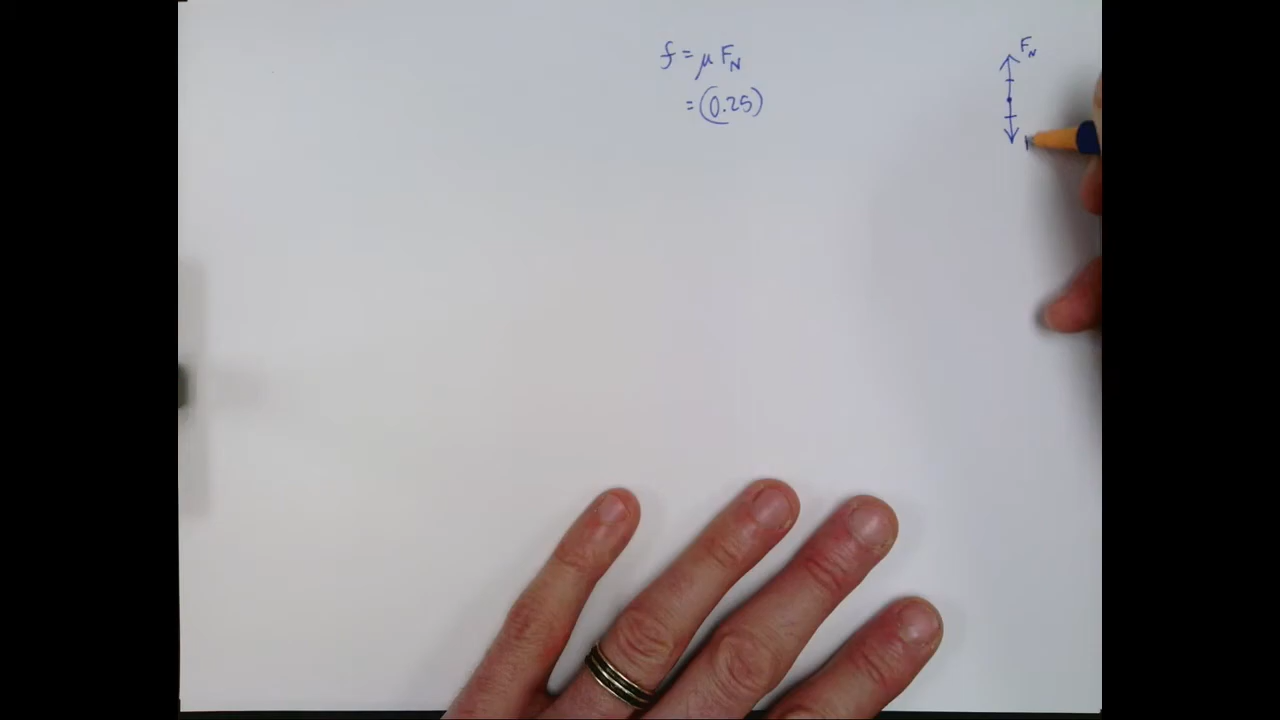 f = μ F_N
= (0.25)
F_N